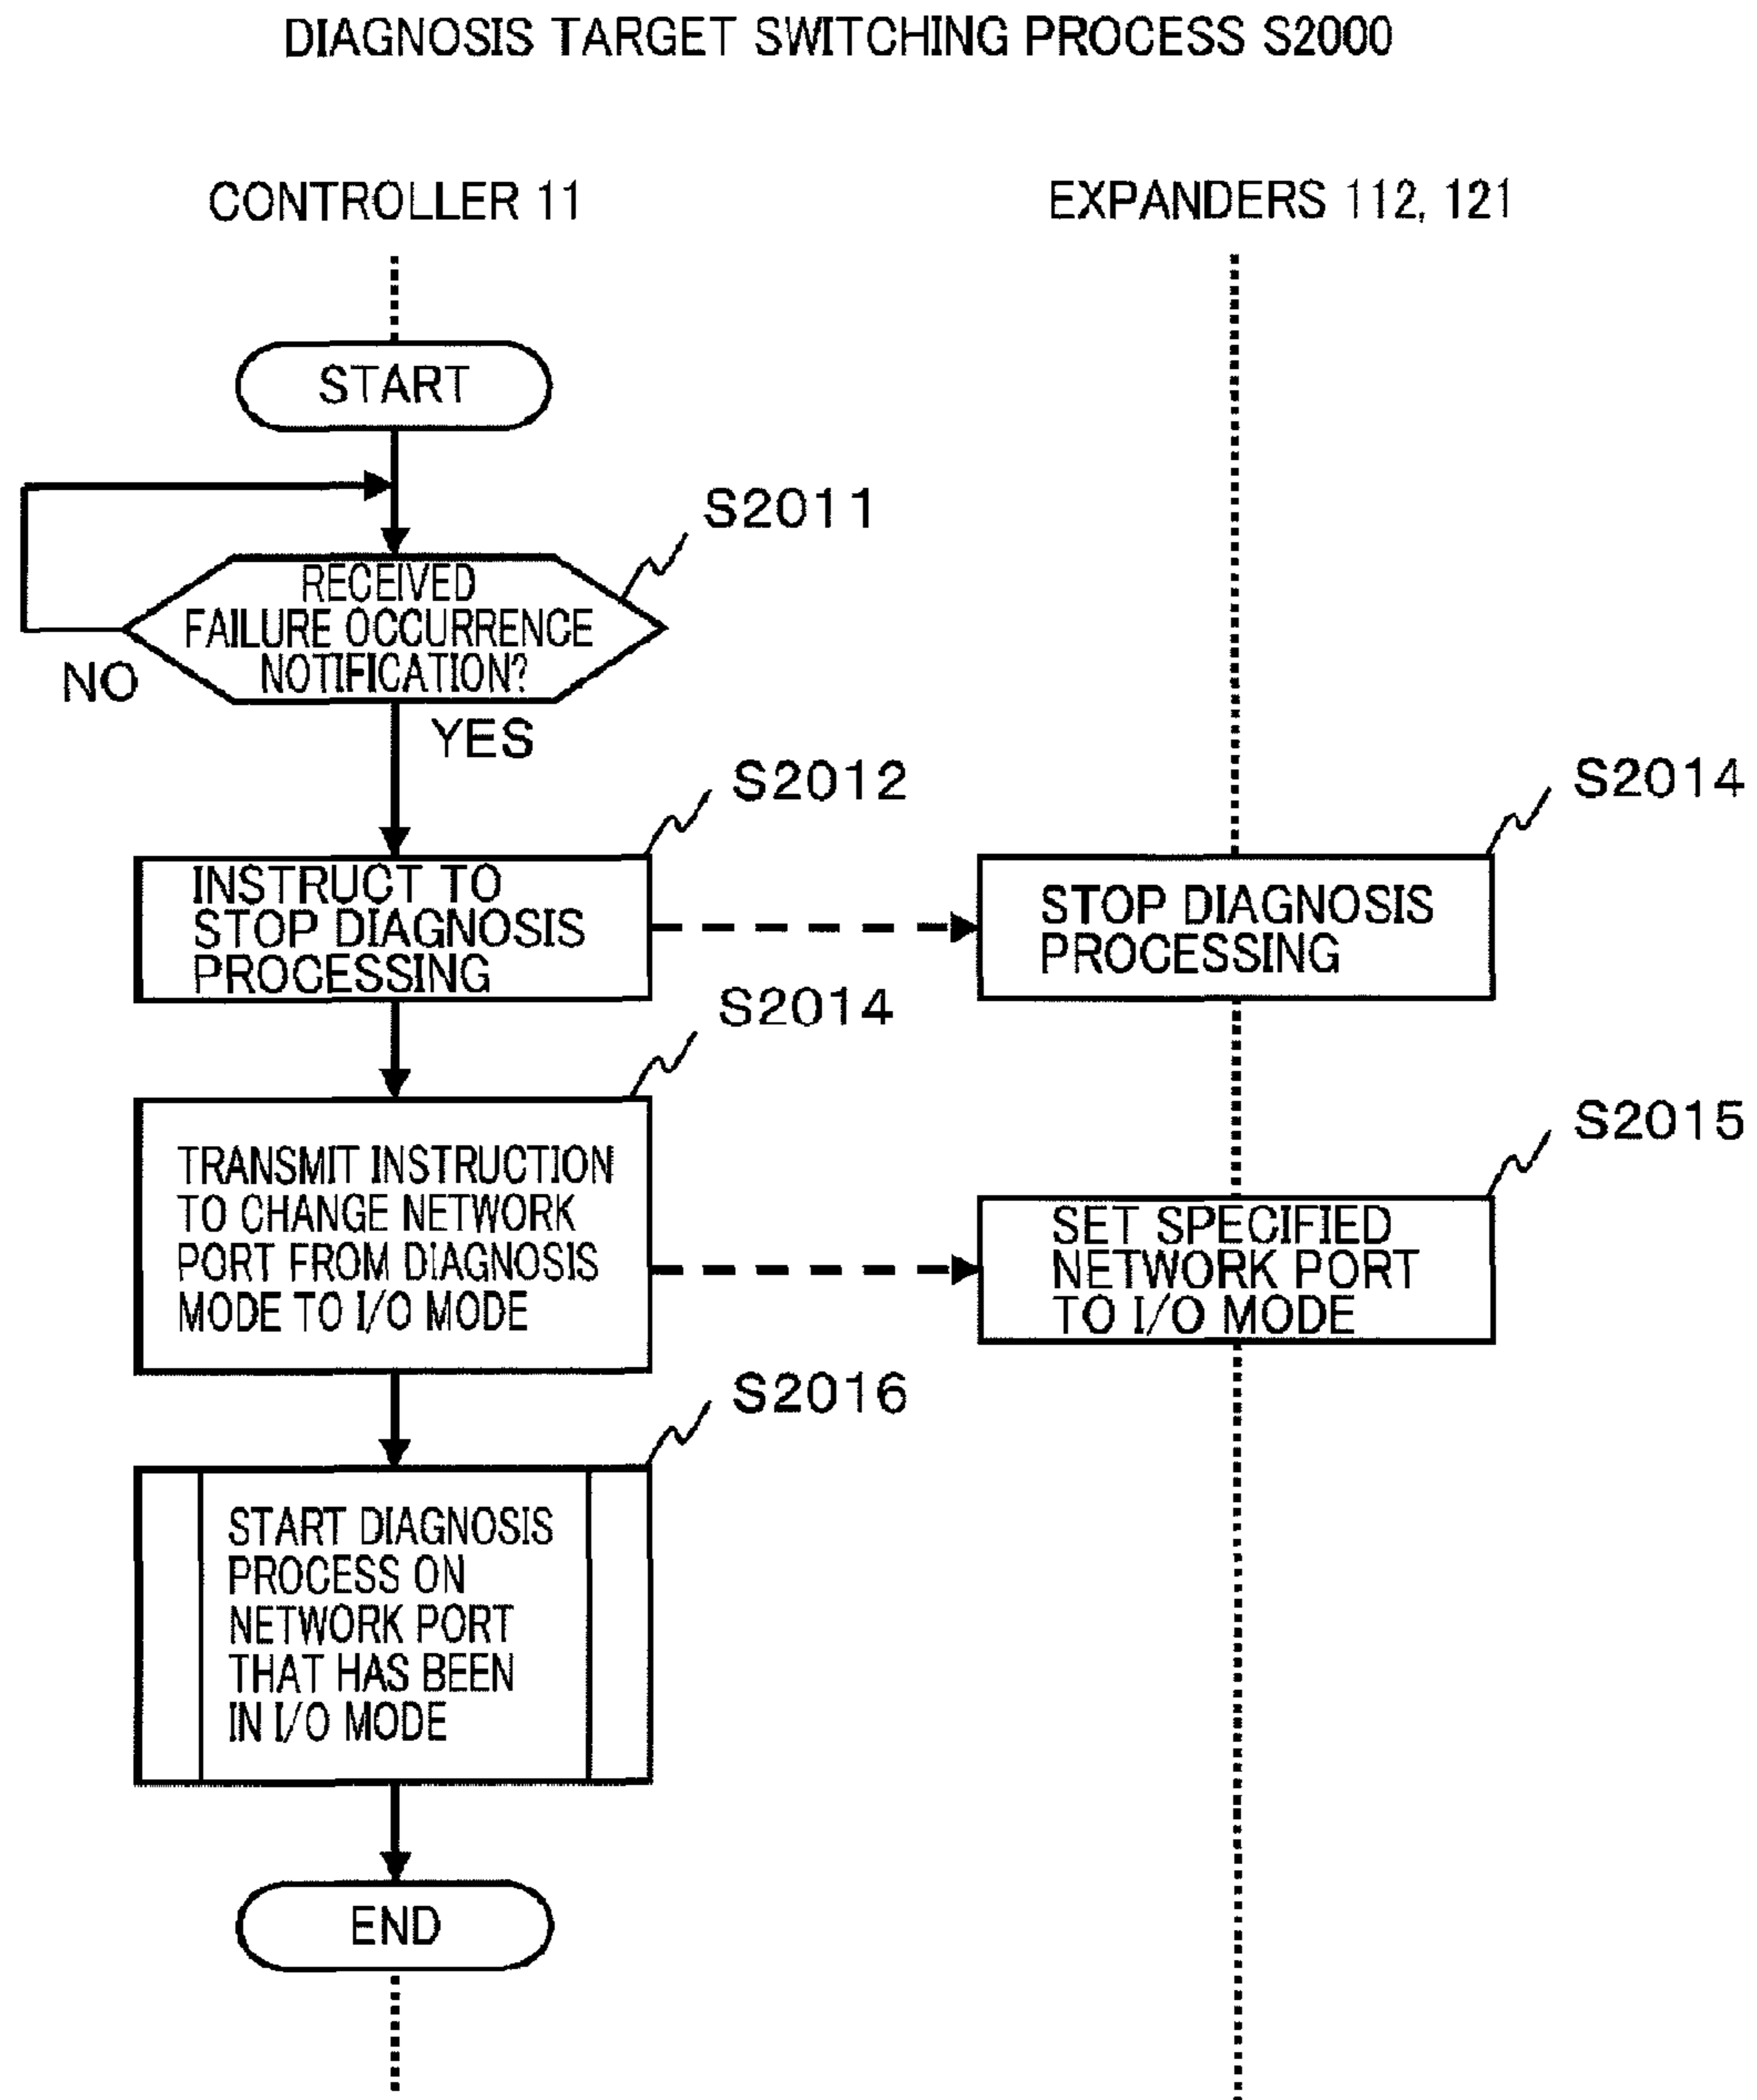 DIAGNOSIS TARGET SWITCHING PROCESS S2000
CONTROLLER 11
EXPANDERS 112, 121
START
S2011
RECEIVED
FAILURE OCCURRENCE
NOTIFICATION?
NO
YES
S2012
INSTRUCT TO
STOP DIAGNOSIS
PROCESSING
S2014
STOP DIAGNOSIS
PROCESSING
S2014
TRANSMIT INSTRUCTION
TO CHANGE NETWORK
PORT FROM DIAGNOSIS
MODE TO I/O MODE
S2015
SET SPECIFIED
NETWORK PORT
TO I/O MODE
S2016
START DIAGNOSIS
PROCESS ON
NETWORK PORT
THAT HAS BEEN
IN I/O MODE
END